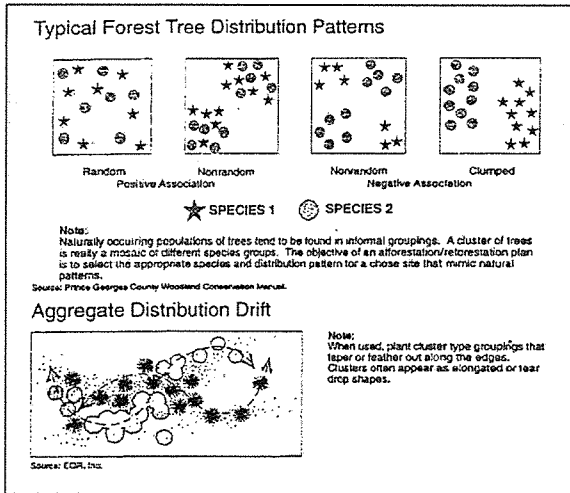 Typical Forest Tree Distribution Patterns
Random Nonrandom Nonrandom Clumped
Positive Association Negative Association
SPECIES 1 SPECIES 2
Note:
Naturally occuring populations of trees tend to be found in informal groupings. A cluster of trees
is really a mosaic of different species groups. The objective of an afforestation/reforestation plan
is to select the appropriate species and distribution pattern for a chose site that mimic natural
patterns.
Source: Prince Georges County Woodland Conservation Manual.
Aggregate Distribution Drift
Note:
When used, plant cluster type groupings that
taper or feather out along the edges.
Clusters often appear as elongated or tear
drop shapes.
Source: EQR, Inc.